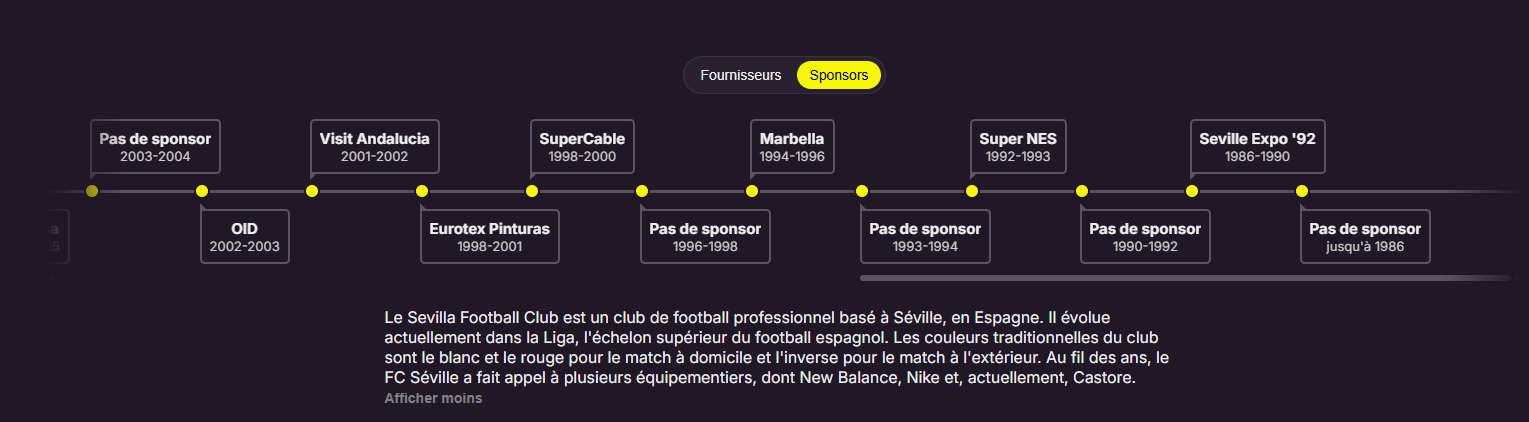 Fournisseurs
Sponsors
Pas de sponsor
2003-2004
Visit Andalucia
2001-2002
SuperCable
1998-2000
Marbella
1994-1996
Super NES
1992-1993
Seville Expo '92
1986-1990
OID
2002-2003
Eurotex Pinturas
1998-2001
Pas de sponsor
1996-1998
Pas de sponsor
1993-1994
Pas de sponsor
1990-1992
Pas de sponsor
jusqu'à 1986
Le Sevilla Football Club est un club de football professionnel basé à Séville, en Espagne. Il évolue
actuellement dans la Liga, l'échelon supérieur du football espagnol. Les couleurs traditionnelles du club
sont le blanc et le rouge pour le match à domicile et l'inverse pour le match à l'extérieur. Au fil des ans, le
FC Séville a fait appel à plusieurs équipementiers, dont New Balance, Nike et, actuellement, Castore.
Afficher moins